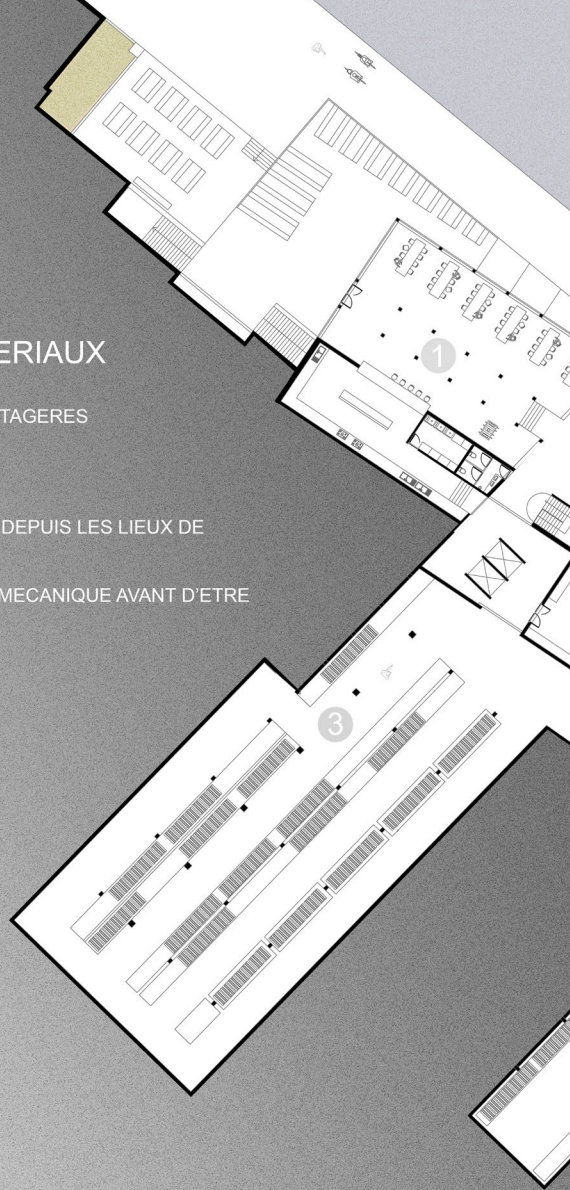 ERIAUX
TAGERES
DEPUIS LES LIEUX DE
MECANIQUE AVANT D'ETRE
1
3